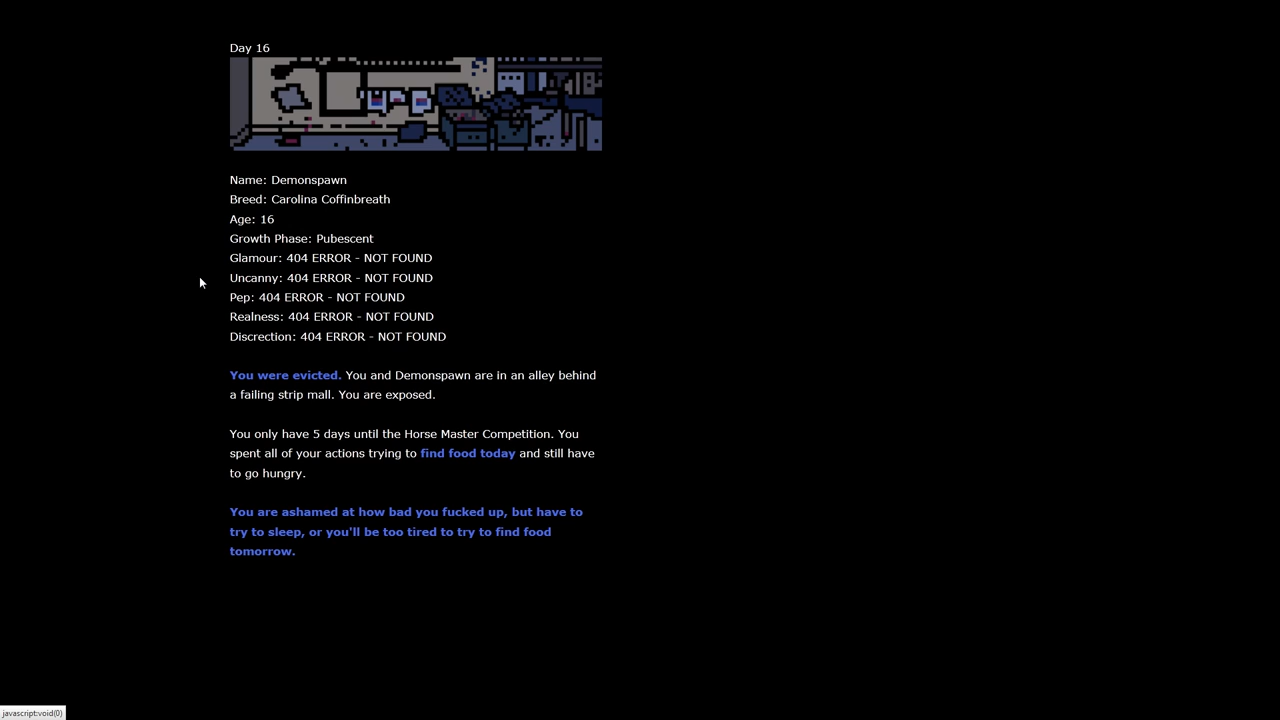 Day 16
Name: Demonspawn
Breed: Carolina Coffinbreath
Age: 16
Growth Phase: Pubescent
Glamour: 404 ERROR - NOT FOUND
Uncanny: 404 ERROR - NOT FOUND
Pep: 404 ERROR - NOT FOUND
Realness: 404 ERROR - NOT FOUND
Discrection: 404 ERROR - NOT FOUND
You were evicted. You and Demonspawn are in an alley behind
a failing strip mall. You are exposed.
You only have 5 days until the Horse Master Competition. You
spent all of your actions trying to find food today and still have
to go hungry.
You are ashamed at how bad you fucked up, but have to
try to sleep, or you'll be too tired to try to find food
tomorrow.
javascript:void(0)